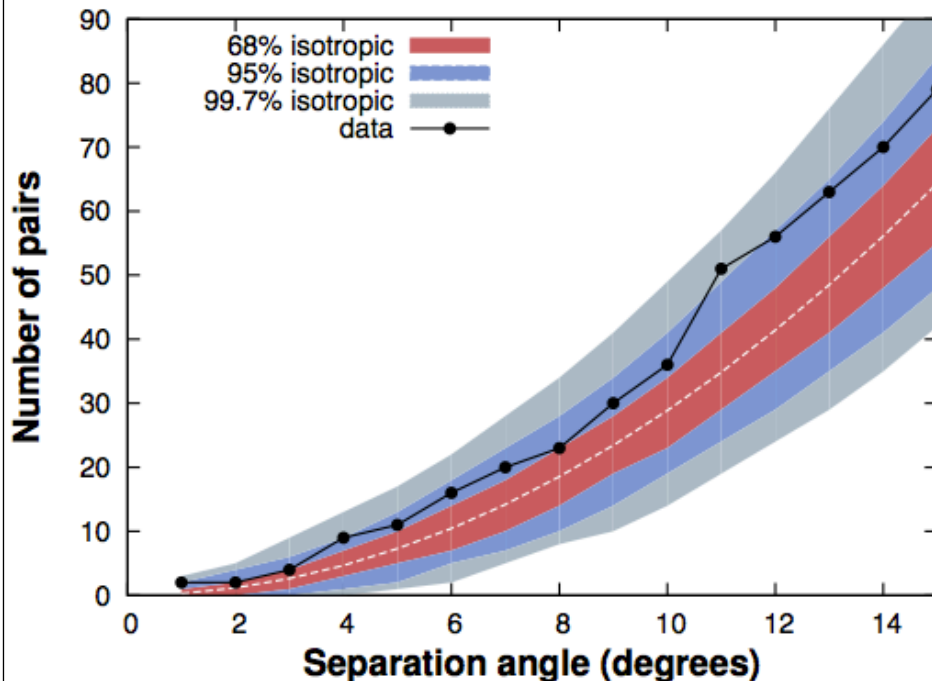 90
80
70
60
50
40
30
20
10
0
Number of pairs
68% isotropic
95% isotropic
99.7% isotropic
data
0 2 4 6 8 10 12 14
Separation angle (degrees)